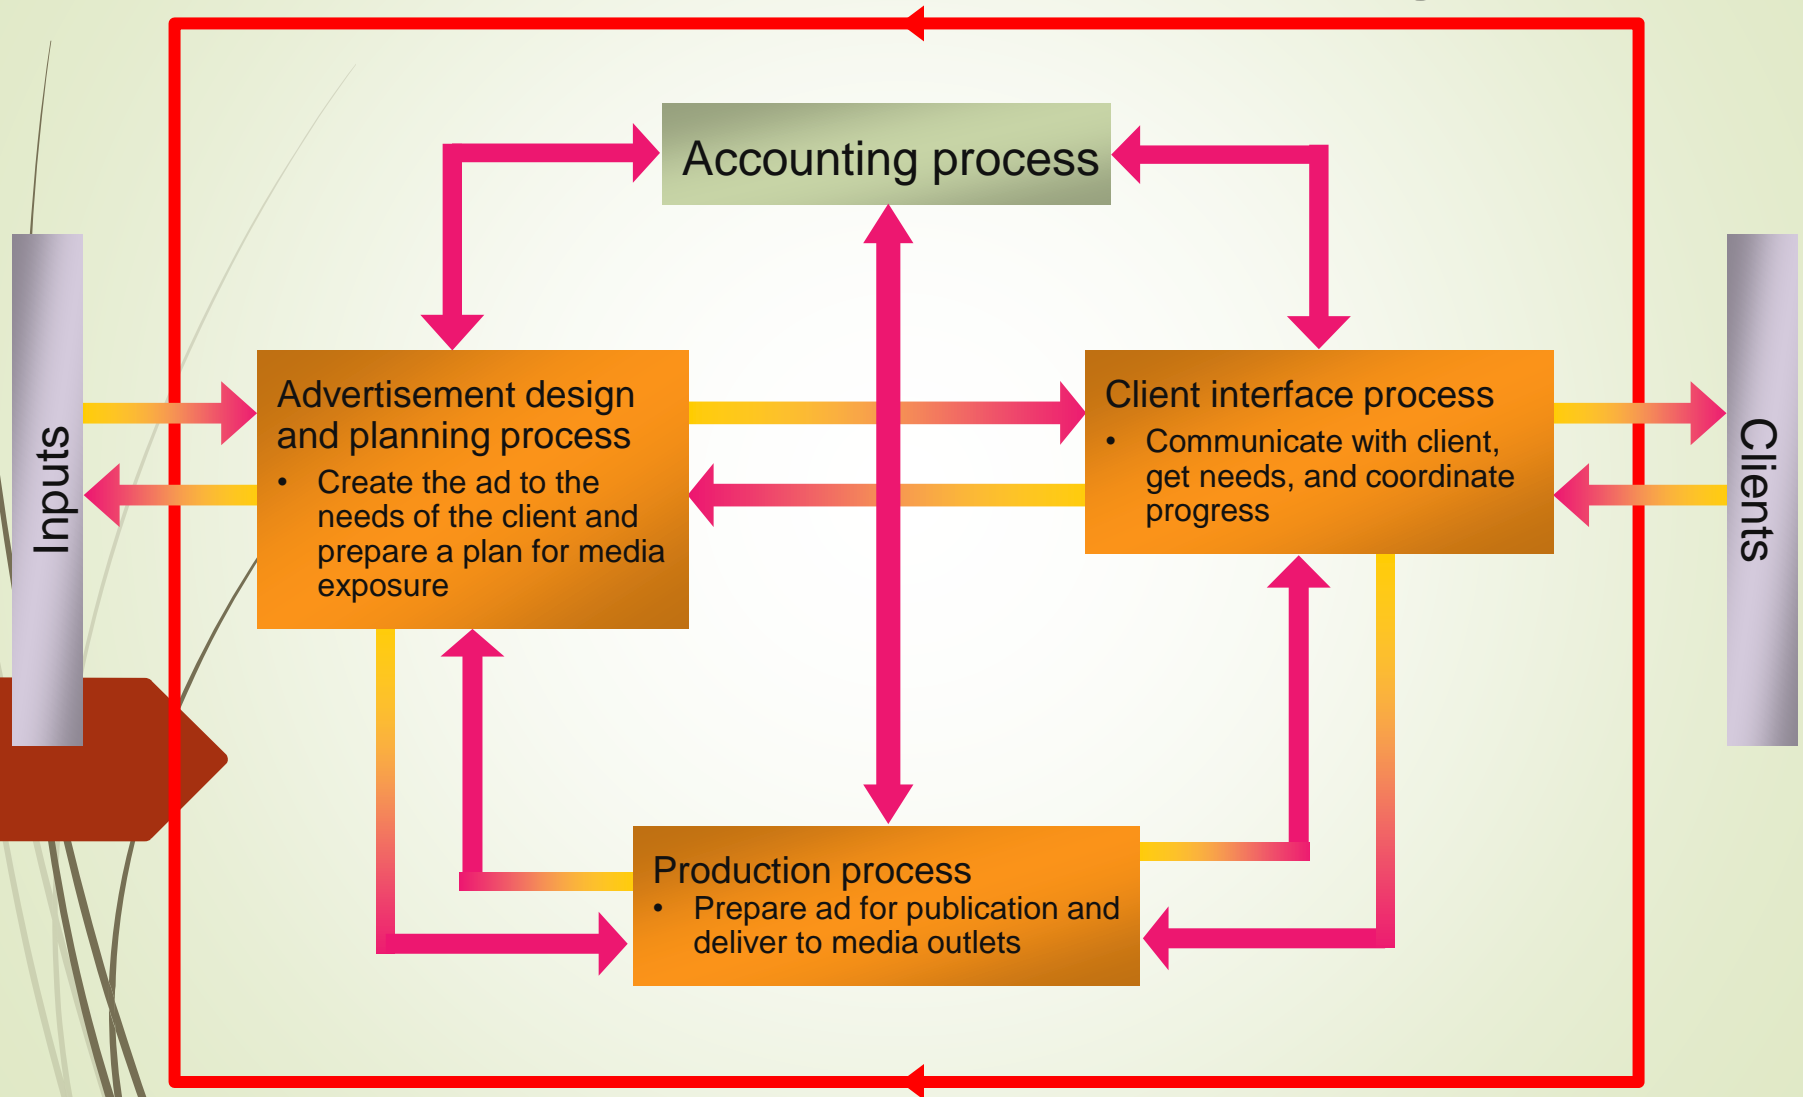 Accounting process
Inputs
Advertisement design
and planning process
• Create the ad to the
needs of the client and
prepare a plan for media
exposure
Client interface process
• Communicate with client,
get needs, and coordinate
progress
Clients
Production process
• Prepare ad for publication and
deliver to media outlets